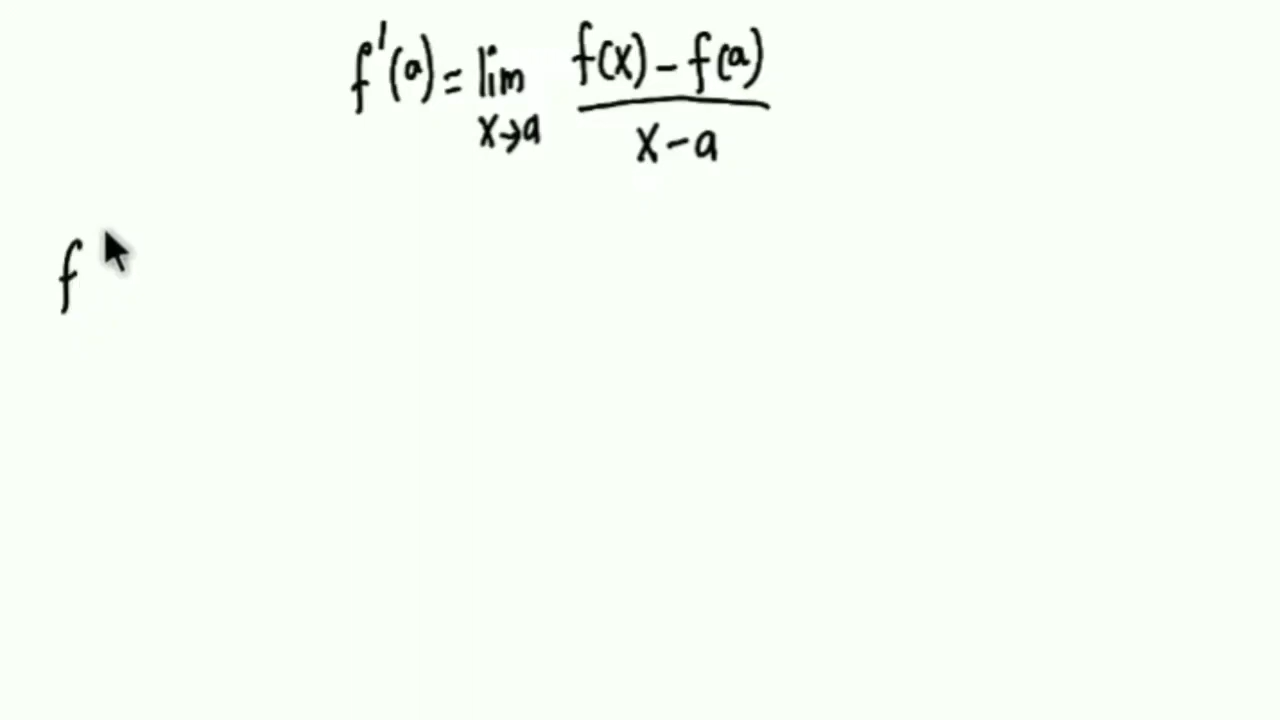 f'(a) = lim x→a (f(x) - f(a)) / (x - a)
f